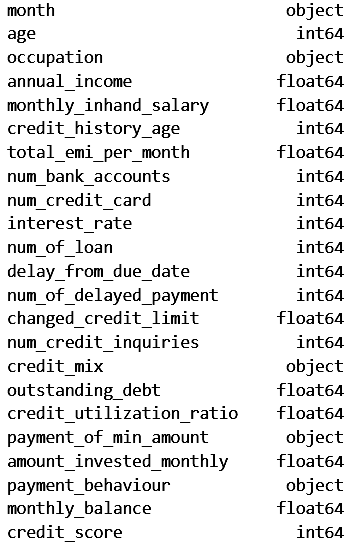 month object
age int64
occupation object
annual_income float64
monthly_inhand_salary float64
credit_history_age int64
total_emi_per_month float64
num_bank_accounts int64
num_credit_card int64
interest_rate int64
num_of_loan int64
delay_from_due_date int64
num_of_delayed_payment int64
changed_credit_limit float64
num_credit_inquiries int64
credit_mix object
outstanding_debt float64
credit_utilization_ratio float64
payment_of_min_amount object
amount_invested_monthly float64
payment_behaviour object
monthly_balance float64
credit_score int64